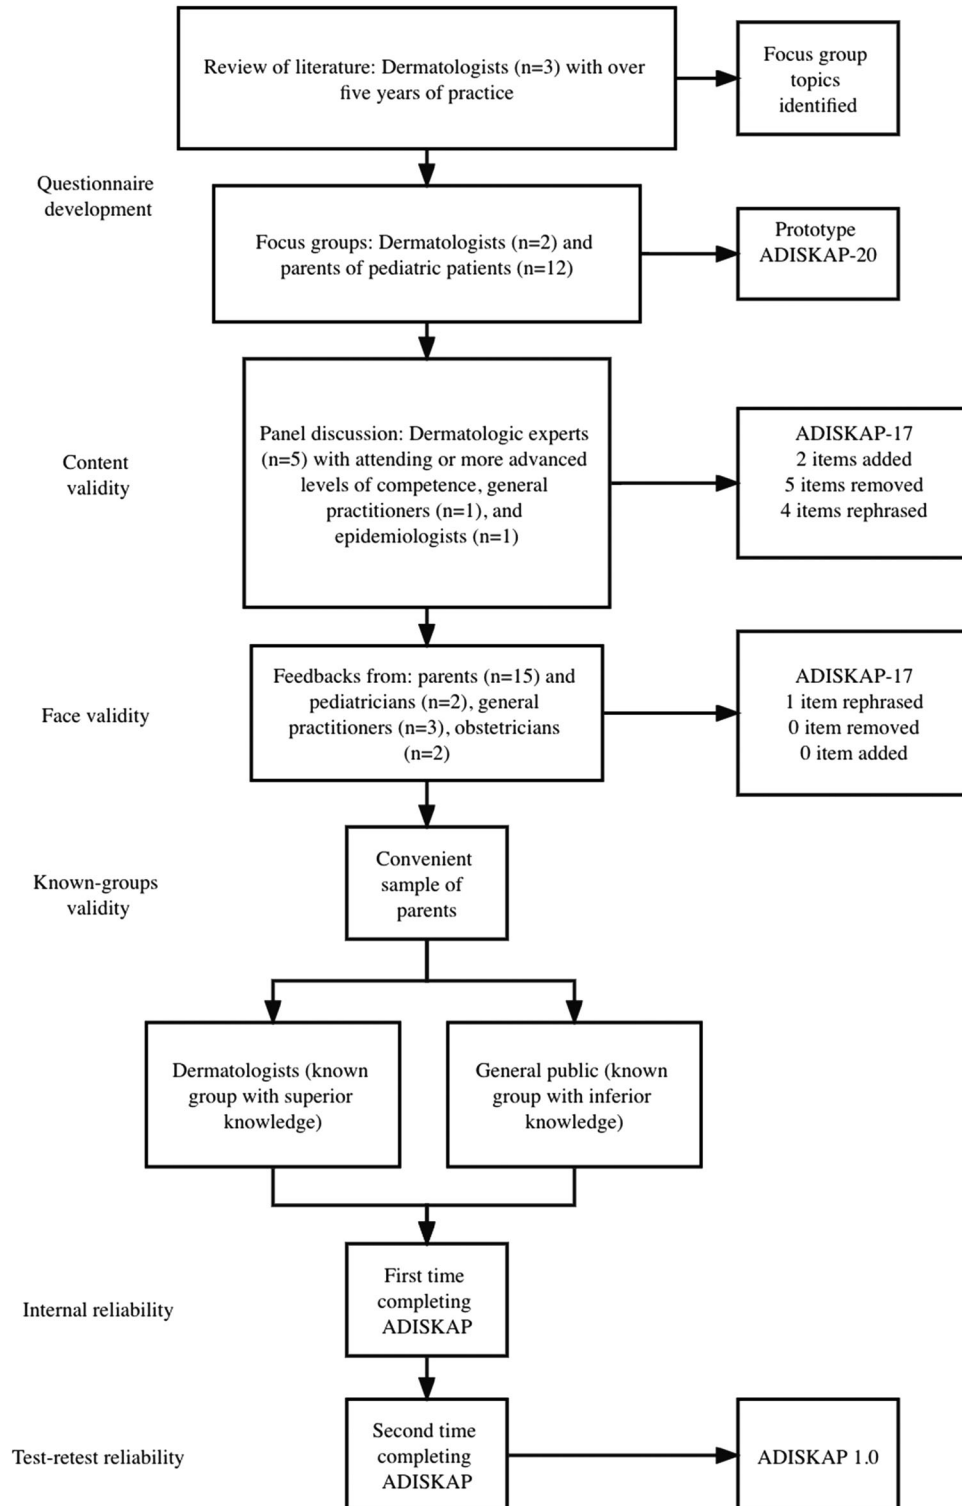 Review of literature: Dermatologists (n=3) with over
five years of practice
Focus group
topics
identified
Questionnaire
development
Focus groups: Dermatologists (n=2) and
parents of pediatric patients (n=12)
Prototype
ADISKAP-20
Content
validity
Panel discussion: Dermatologic experts
(n=5) with attending or more advanced
levels of competence, general
practitioners (n=1), and
epidemiologists (n=1)
ADISKAP-17
2 items added
5 items removed
4 items rephrased
Face validity
Feedbacks from: parents (n=15) and
pediatricians (n=2), general
practitioners (n=3), obstetricians
(n=2)
ADISKAP-17
1 item rephrased
0 item removed
0 item added
Known-groups
validity
Convenient
sample of
parents
Dermatologists (known
group with superior
knowledge)
General public (known
group with inferior
knowledge)
Internal reliability
First time
completing
ADISKAP
Test-retest reliability
Second time
completing
ADISKAP
ADISKAP 1.0